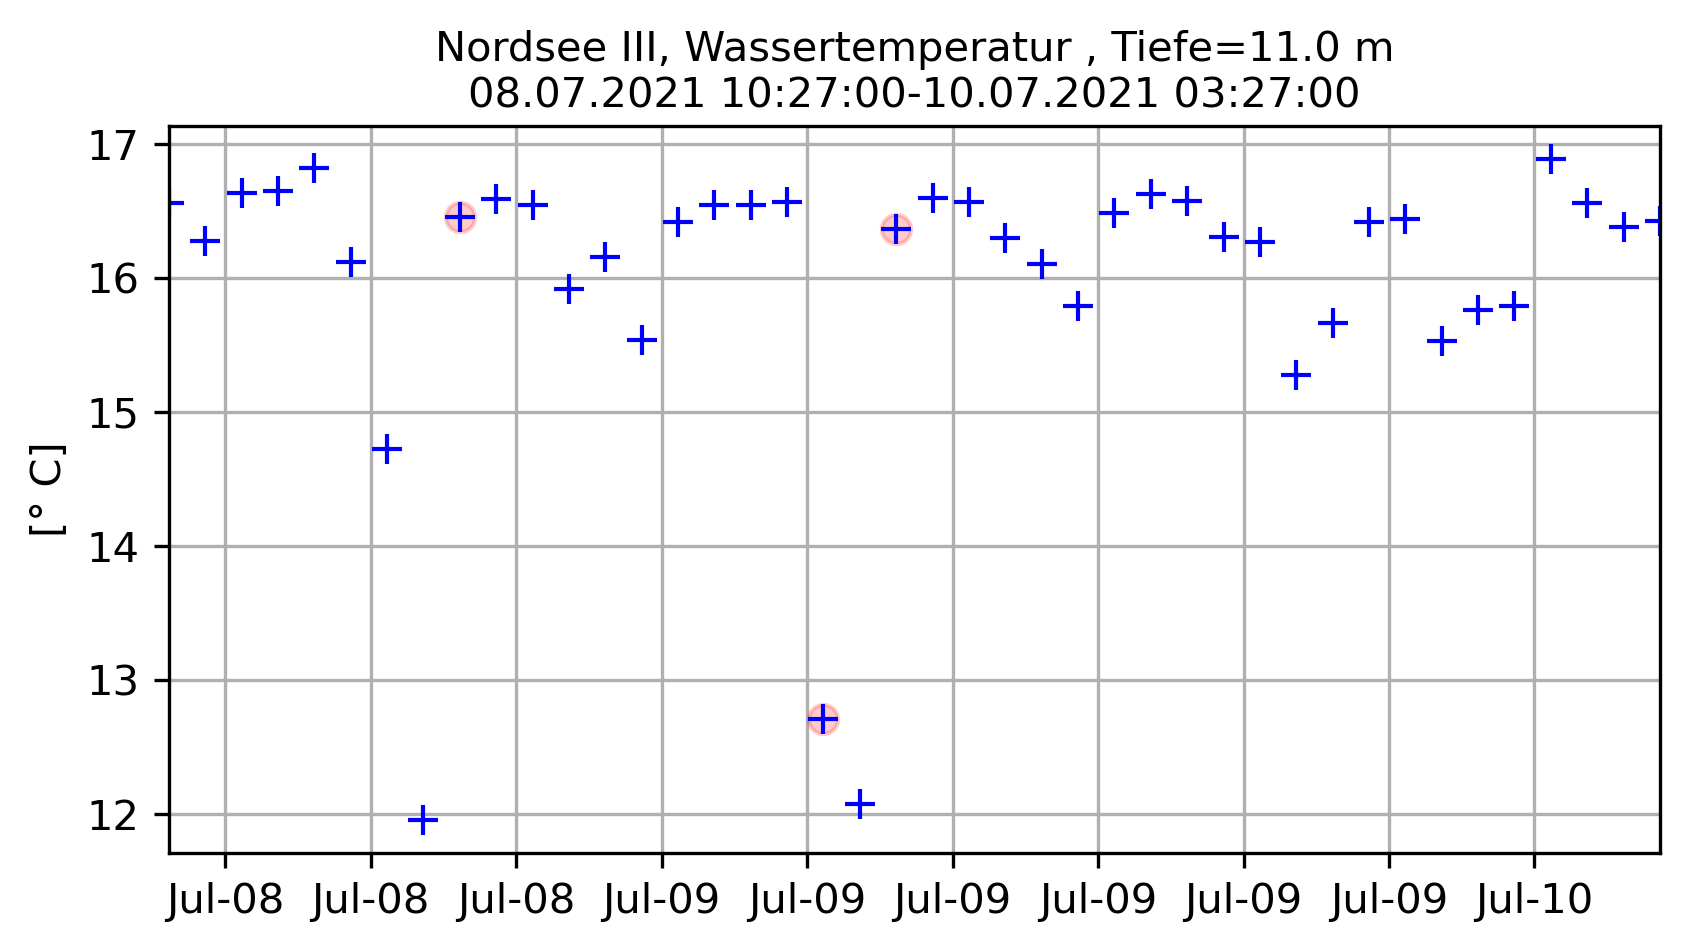 Nordsee III, Wassertemperatur , Tiefe=11.0 m
08.07.2021 10:27:00-10.07.2021 03:27:00
17
16
15
14
13
12
[° C]
Jul-08 Jul-08 Jul-08 Jul-09 Jul-09 Jul-09 Jul-09 Jul-09 Jul-09 Jul-10